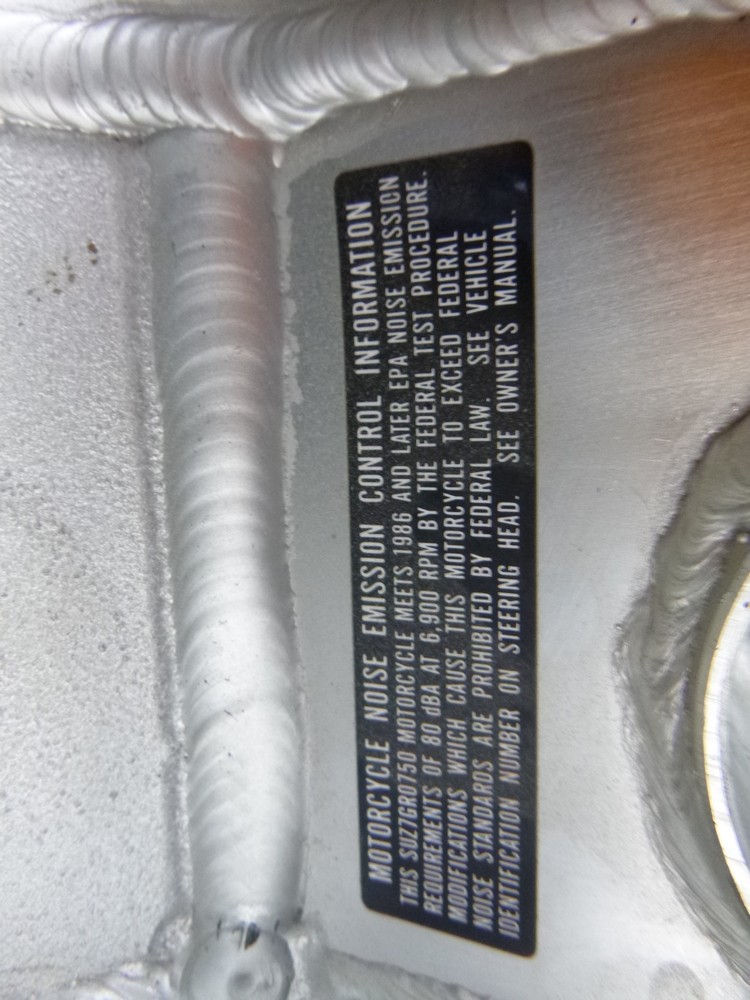 MOTORCYCLE NOISE EMISSION CONTROL INFORMATION
THIS SUZ7GR0750 MOTORCYCLE MEETS 1986 AND LATER EPA NOISE EMISSION
REQUIREMENTS OF 80 dBA AT 6,900 RPM BY THE FEDERAL TEST PROCEDURE.
MODIFICATIONS WHICH CAUSE THIS MOTORCYCLE TO EXCEED FEDERAL
NOISE STANDARDS ARE PROHIBITED BY FEDERAL LAW. SEE VEHICLE
IDENTIFICATION NUMBER ON STEERING HEAD. SEE OWNER'S MANUAL.